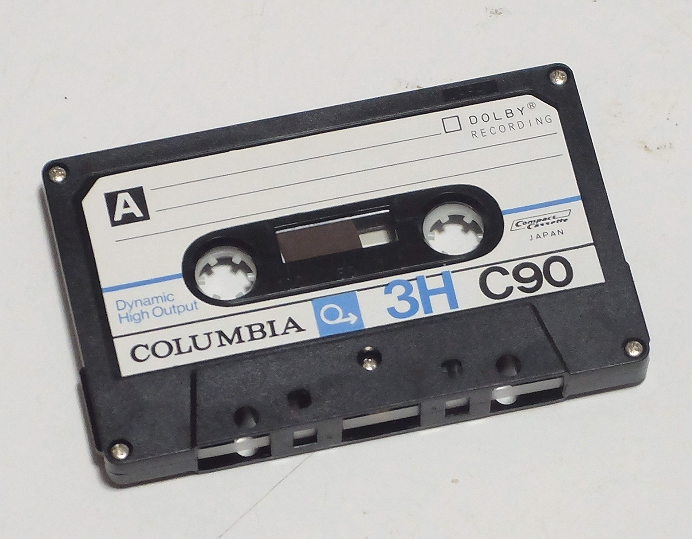 DOLBY®
RECORDING
A
Compact
Cassette
JAPAN
Dynamic
High Output
COLUMBIA 3H C90